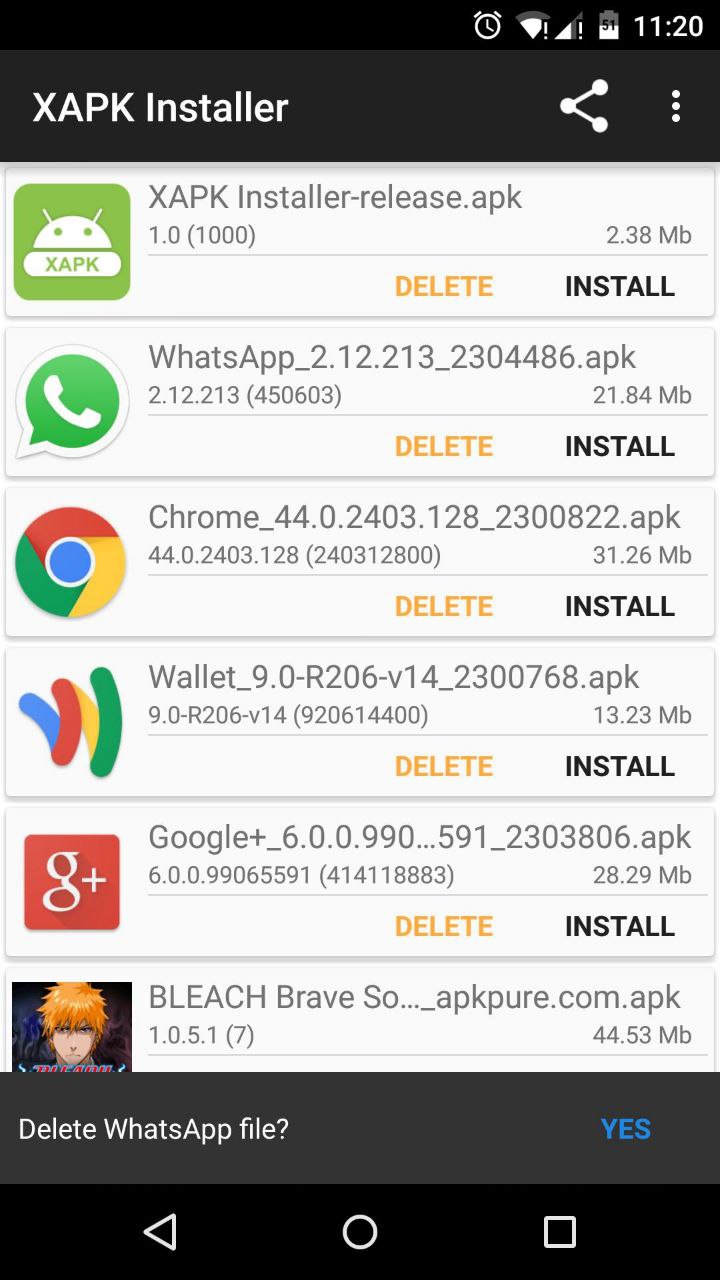 51 11:20
XAPK Installer
XAPK
XAPK Installer-release.apk
1.0 (1000) 2.38 Mb
DELETE INSTALL
WhatsApp_2.12.213_2304486.apk
2.12.213 (450603) 21.84 Mb
DELETE INSTALL
Chrome_44.0.2403.128_2300822.apk
44.0.2403.128 (240312800) 31.26 Mb
DELETE INSTALL
Wallet_9.0-R206-v14_2300768.apk
9.0-R206-v14 (920614400) 13.23 Mb
DELETE INSTALL
g+
Google+_6.0.0.990...591_2303806.apk
6.0.0.99065591 (414118883) 28.29 Mb
DELETE INSTALL
BLEACH Brave So..._apkpure.com.apk
1.0.5.1 (7) 44.53 Mb
BLEACH
Delete WhatsApp file? YES